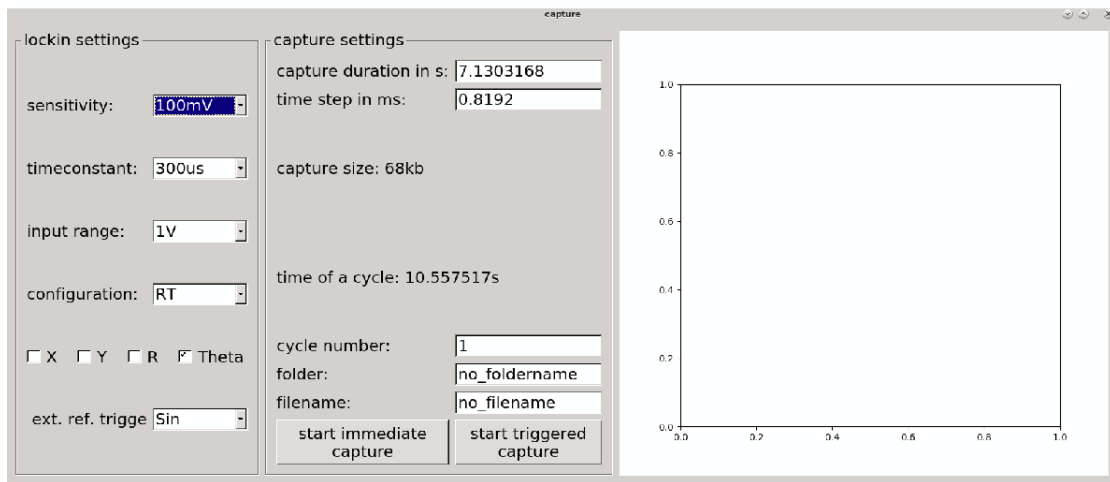 capture
lockin settings
sensitivity: 100mV
timeconstant: 300us
input range: 1V
configuration: RT
X Y R Theta
ext. ref. trigge Sin
capture settings
capture duration in s: 7.1303168
time step in ms: 0.8192
capture size: 68kb
time of a cycle: 10.557517s
cycle number: 1
folder: no_foldername
filename: no_filename
start immediate
capture
start triggered
capture
1.0
0.8
0.6
0.4
0.2
0.0
0.0 0.2 0.4 0.6 0.8 1.0